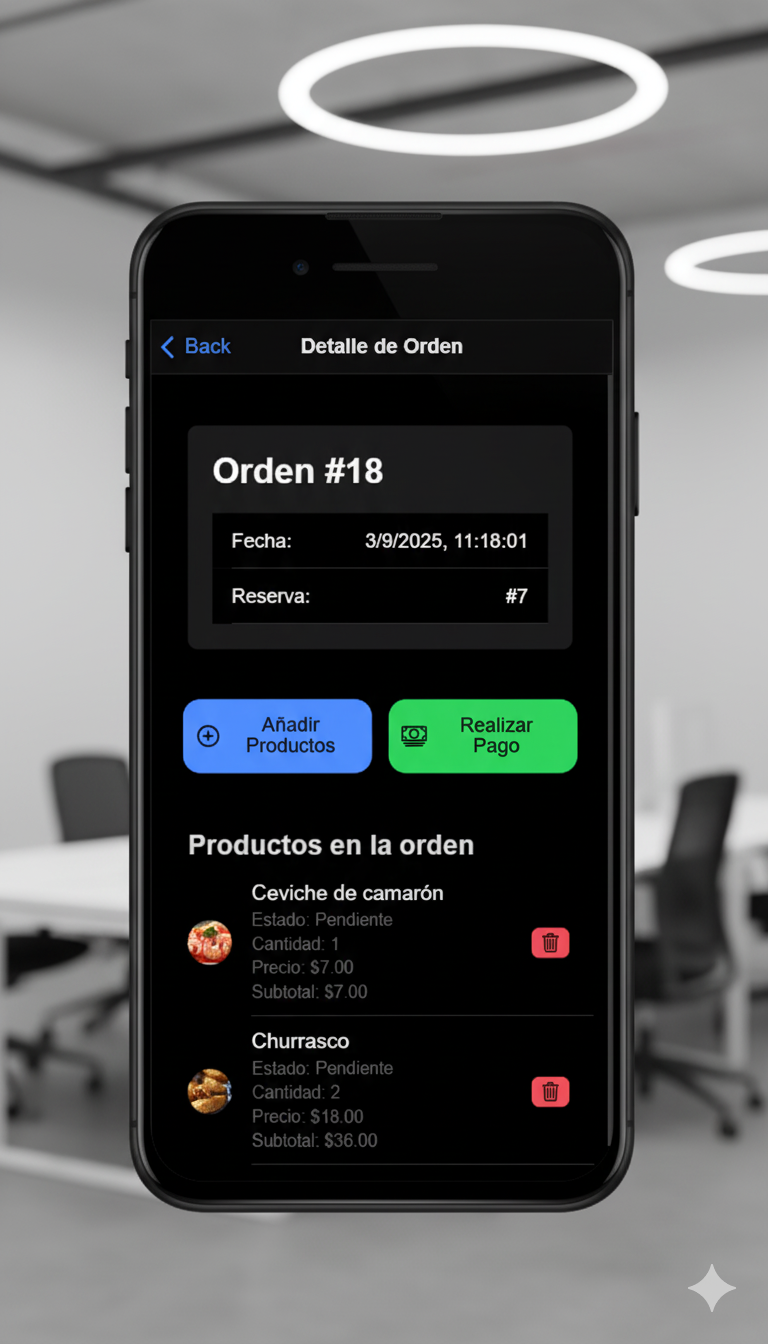 Back
Detalle de Orden
Orden #18
Fecha: 3/9/2025, 11:18:01
Reserva: #7
Añadir
Productos
Realizar
Pago
Productos en la orden
Ceviche de camarón
Estado: Pendiente
Cantidad: 1
Precio: $7.00
Subtotal: $7.00
Churrasco
Estado: Pendiente
Cantidad: 2
Precio: $18.00
Subtotal: $36.00